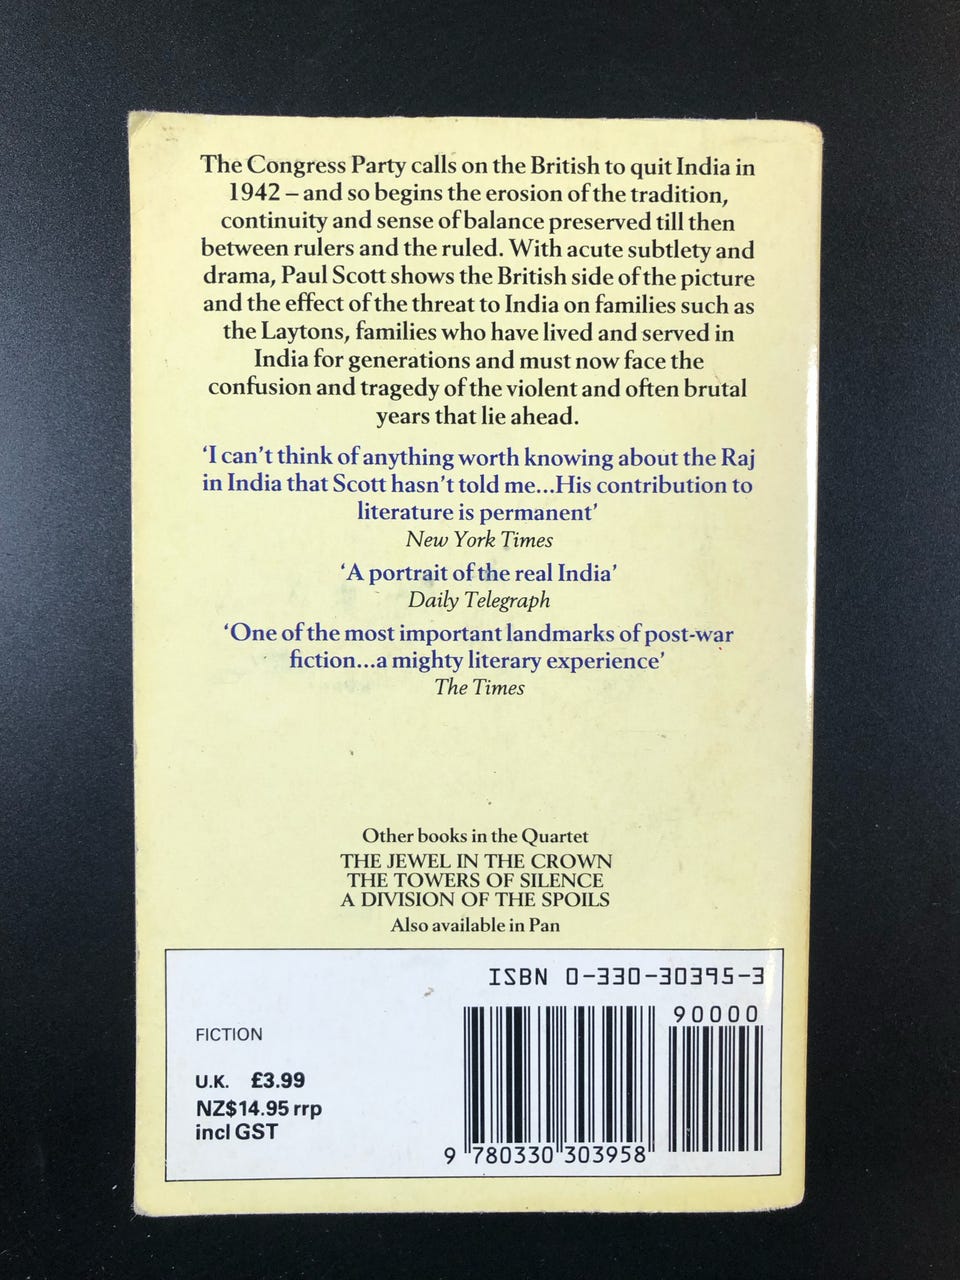 The Congress Party calls on the British to quit India in
1942 – and so begins the erosion of the tradition,
continuity and sense of balance preserved till then
between rulers and the ruled. With acute subtlety and
drama, Paul Scott shows the British side of the picture
and the effect of the threat to India on families such as
the Laytons, families who have lived and served in
India for generations and must now face the
confusion and tragedy of the violent and often brutal
years that lie ahead.
‘I can’t think of anything worth knowing about the Raj
in India that Scott hasn’t told me...His contribution to
literature is permanent’
New York Times
‘A portrait of the real India’
Daily Telegraph
‘One of the most important landmarks of post-war
fiction...a mighty literary experience’
The Times
Other books in the Quartet
THE JEWEL IN THE CROWN
THE TOWERS OF SILENCE
A DIVISION OF THE SPOILS
Also available in Pan
ISBN 0-330-30395-3
90000
FICTION
U.K. £3.99
NZ$14.95 rrp
incl GST
9 780330 303958